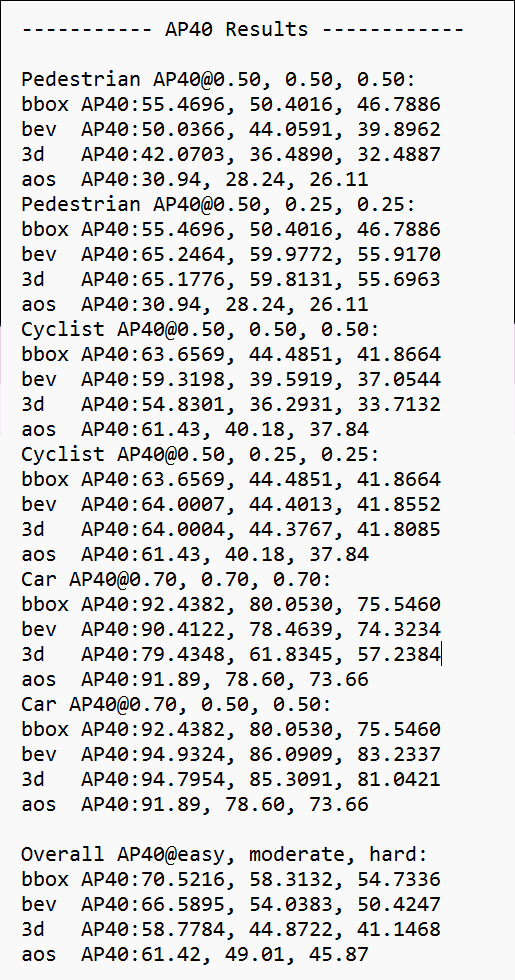 ----------- AP40 Results ------------
Pedestrian AP40@0.50, 0.50, 0.50:
bbox AP40:55.4696, 50.4016, 46.7886
bev  AP40:50.0366, 44.0591, 39.8962
3d   AP40:42.0703, 36.4890, 32.4887
aos  AP40:30.94, 28.24, 26.11
Pedestrian AP40@0.50, 0.25, 0.25:
bbox AP40:55.4696, 50.4016, 46.7886
bev  AP40:65.2464, 59.9772, 55.9170
3d   AP40:65.1776, 59.8131, 55.6963
aos  AP40:30.94, 28.24, 26.11
Cyclist AP40@0.50, 0.50, 0.50:
bbox AP40:63.6569, 44.4851, 41.8664
bev  AP40:59.3198, 39.5919, 37.0544
3d   AP40:54.8301, 36.2931, 33.7132
aos  AP40:61.43, 40.18, 37.84
Cyclist AP40@0.50, 0.25, 0.25:
bbox AP40:63.6569, 44.4851, 41.8664
bev  AP40:64.0007, 44.4013, 41.8552
3d   AP40:64.0004, 44.3767, 41.8085
aos  AP40:61.43, 40.18, 37.84
Car AP40@0.70, 0.70, 0.70:
bbox AP40:92.4382, 80.0530, 75.5460
bev  AP40:90.4122, 78.4639, 74.3234
3d   AP40:79.4348, 61.8345, 57.2384
aos  AP40:91.89, 78.60, 73.66
Car AP40@0.70, 0.50, 0.50:
bbox AP40:92.4382, 80.0530, 75.5460
bev  AP40:94.9324, 86.0909, 83.2337
3d   AP40:94.7954, 85.3091, 81.0421
aos  AP40:91.89, 78.60, 73.66
Overall AP40@easy, moderate, hard:
bbox AP40:70.5216, 58.3132, 54.7336
bev  AP40:66.5895, 54.0383, 50.4247
3d   AP40:58.7784, 44.8722, 41.1468
aos  AP40:61.42, 49.01, 45.87